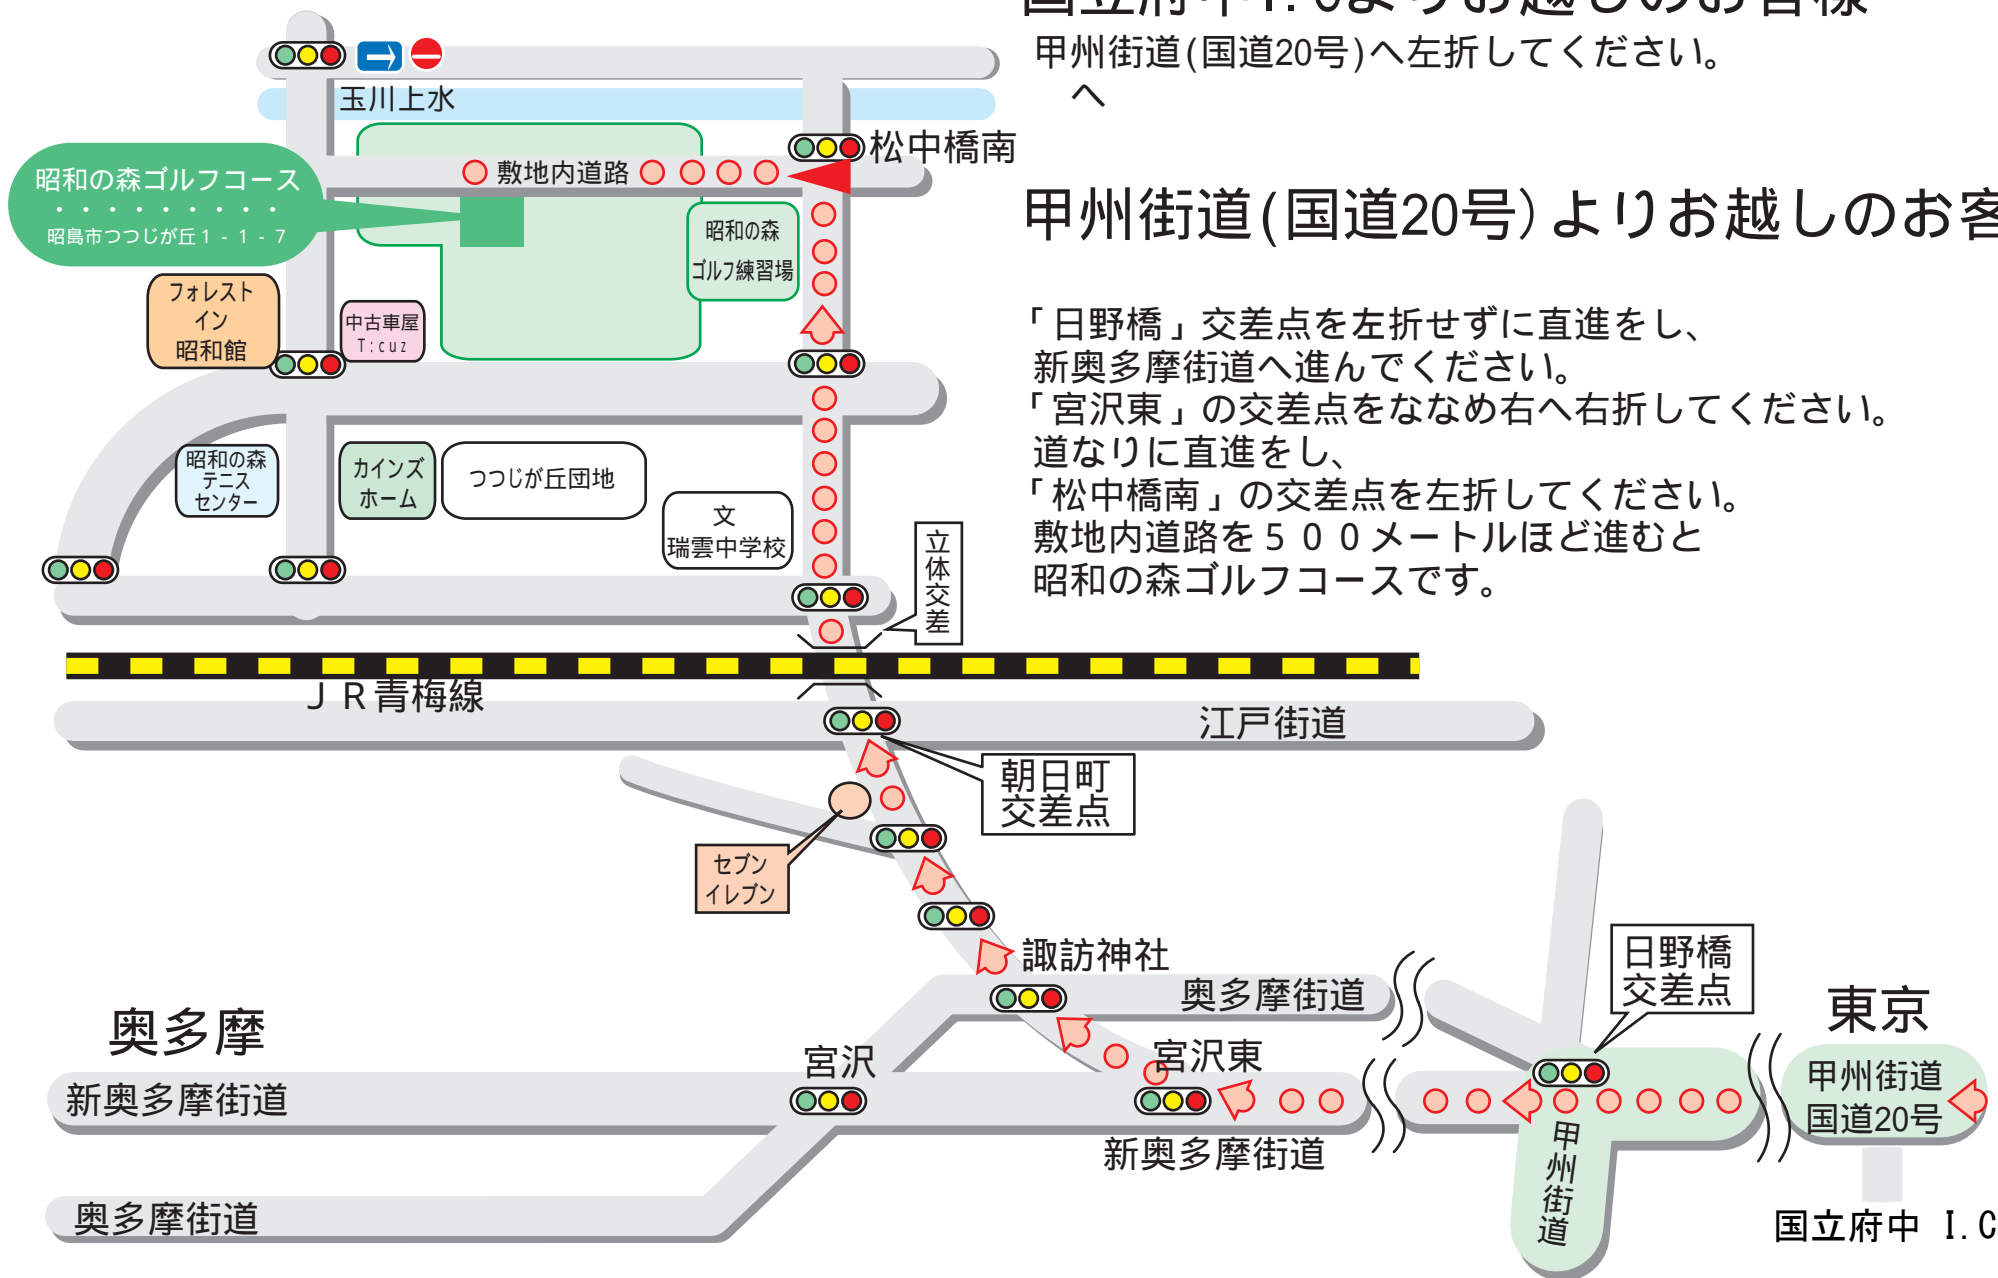 国立府中I.Cよりお越しのお客様
甲州街道(国道20号)へ左折してください。
へ
玉川上水
松中橋南
敷地内道路
昭和の森ゴルフコース
・・・・・・・・・
昭島市つつじが丘1-1-7
昭和の森
ゴルフ練習場
甲州街道(国道20号)よりお越しのお客
フォレスト
イン
昭和館
中古車屋
T:cuz
「日野橋」交差点を左折せずに直進をし、
新奥多摩街道へ進んでください。
「宮沢東」の交差点をななめ右へ右折してください。
道なりに直進をし、
「松中橋南」の交差点を左折してください。
敷地内道路を500メートルほど進むと
昭和の森ゴルフコースです。
昭和の森
テニス
センター
カインズ
ホーム
つつじが丘団地
文
瑞雲中学校
立体交差
JR青梅線
江戸街道
朝日町
交差点
セブン
イレブン
諏訪神社
奥多摩街道
日野橋
交差点
東京
奥多摩
宮沢
宮沢東
甲州街道
国道20号
新奥多摩街道
新奥多摩街道
甲州街道
奥多摩街道
国立府中 I.C